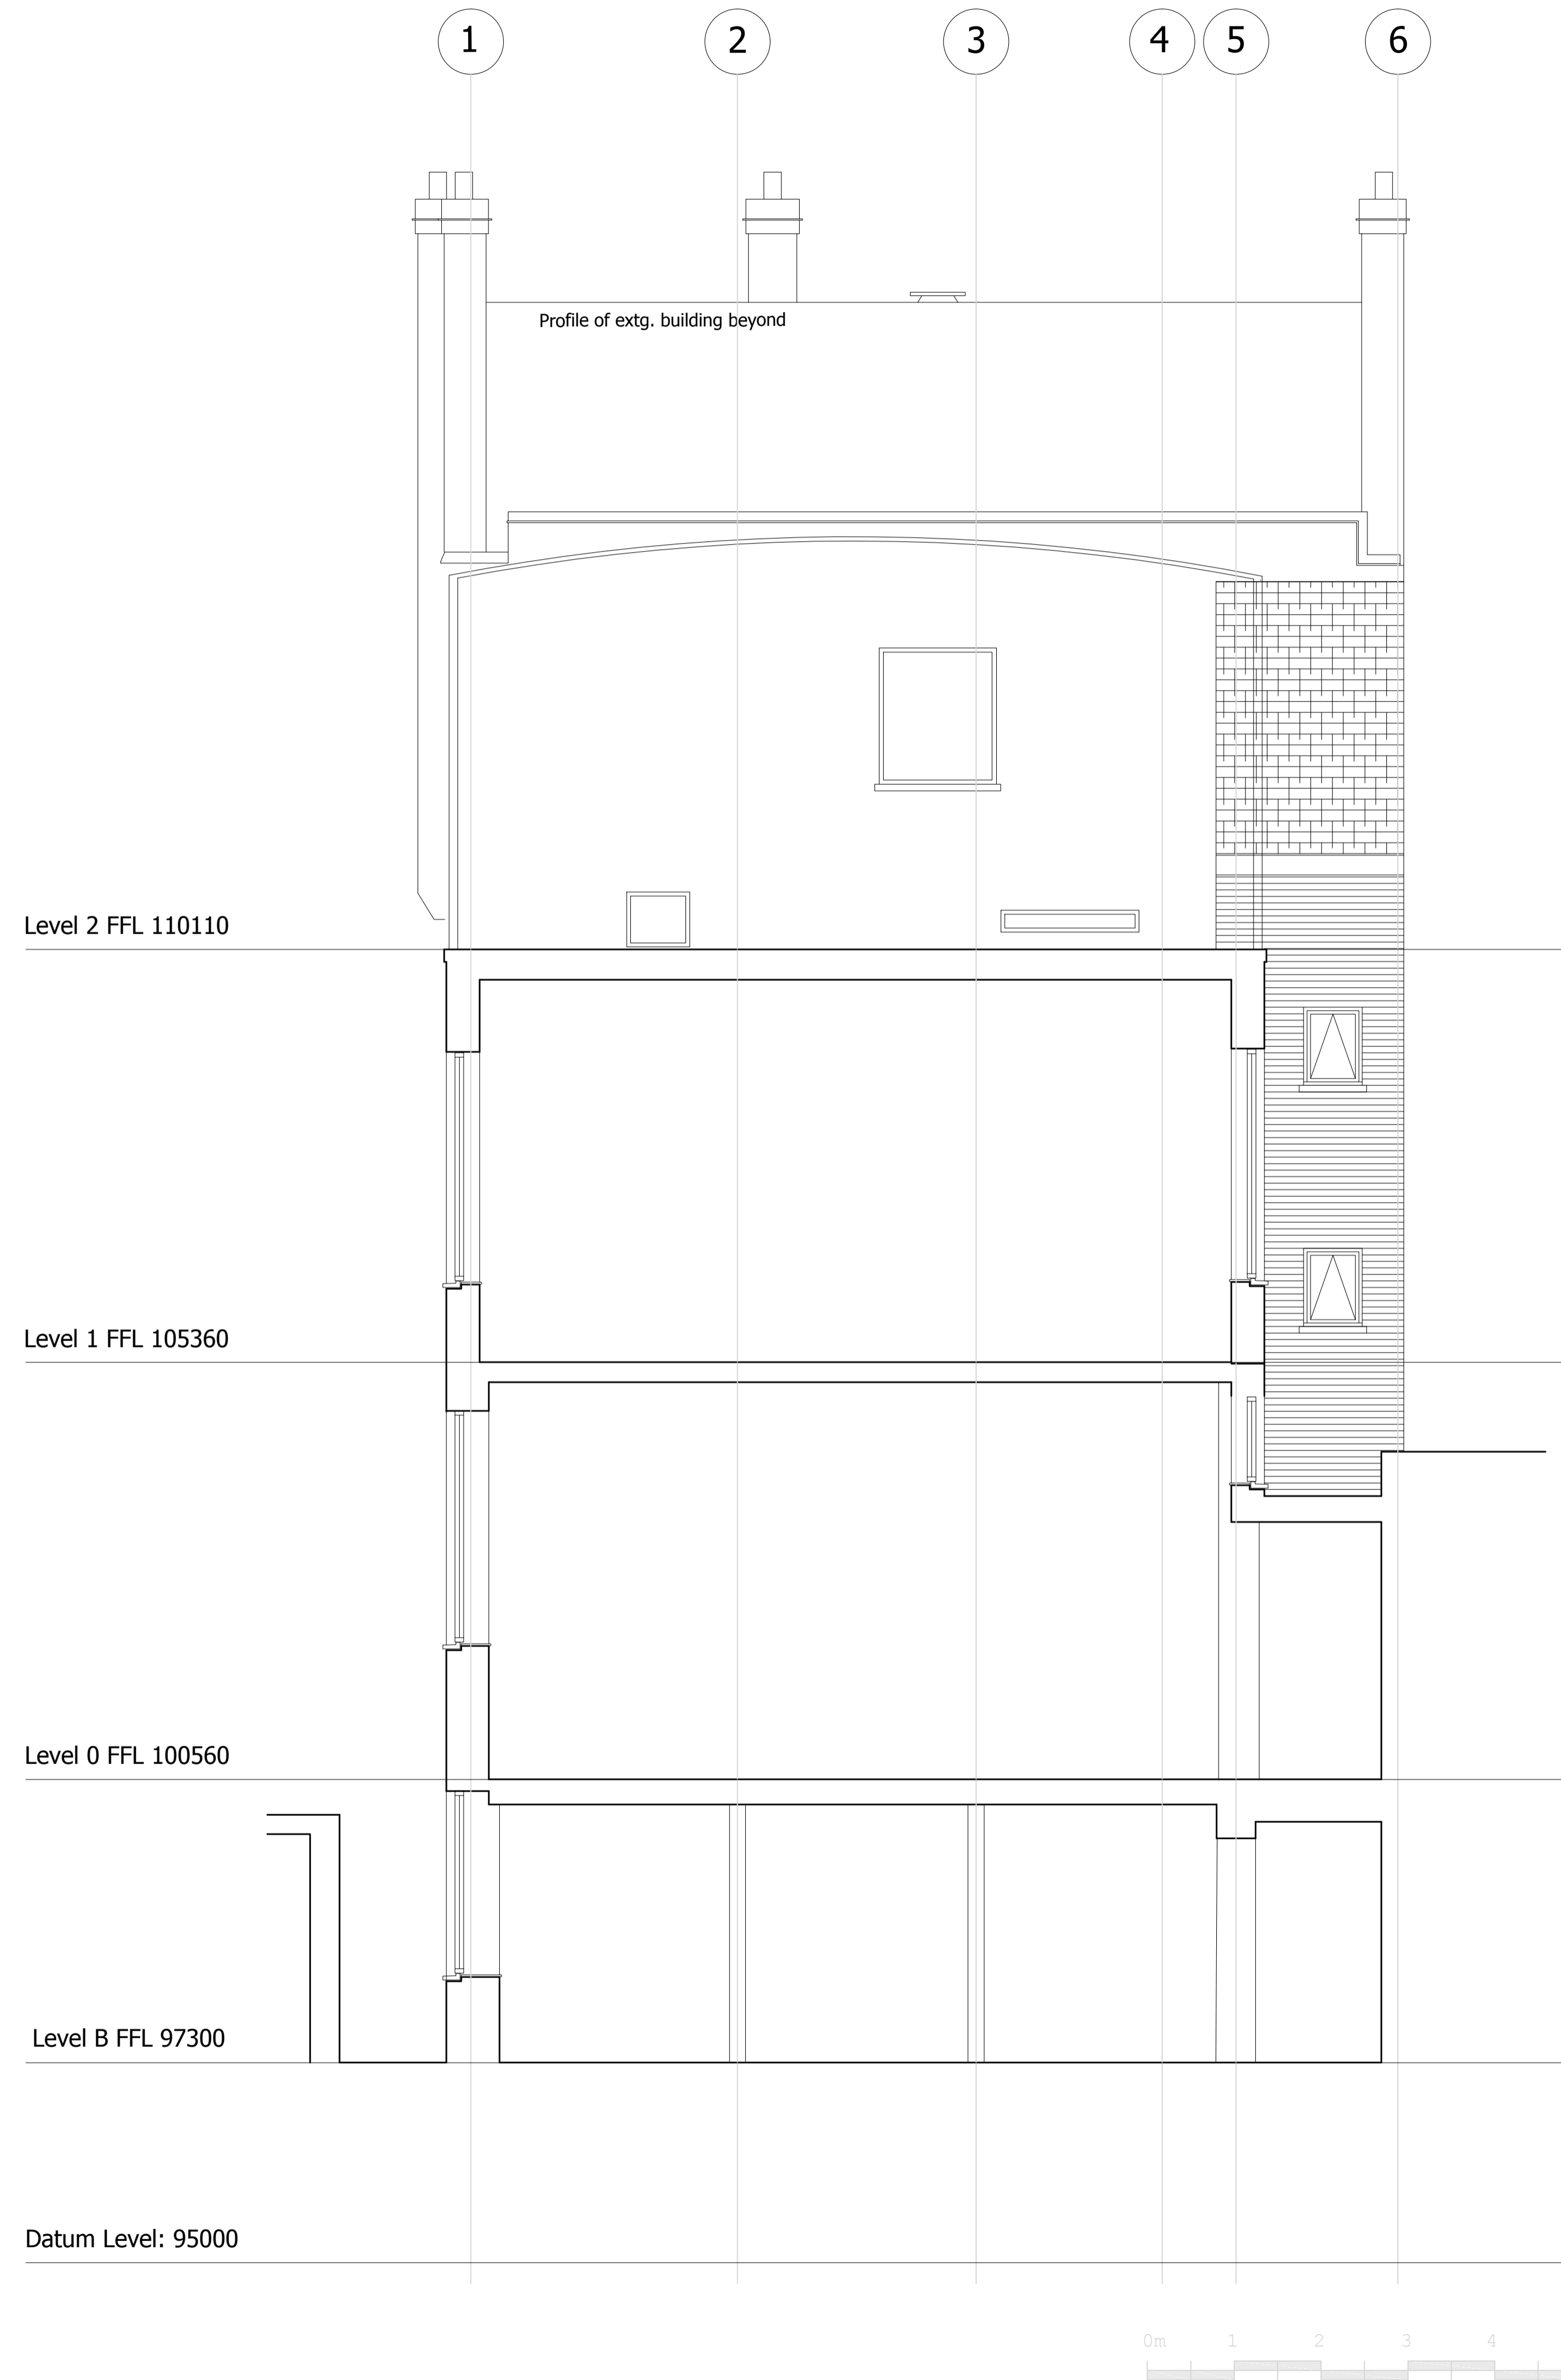 1 2 3 4 5 6
Profile of extg. building beyond
Level 2 FFL 110110
Level 1 FFL 105360
Level 0 FFL 100560
Level B FFL 97300
Datum Level: 95000
0m 1 2 3 4